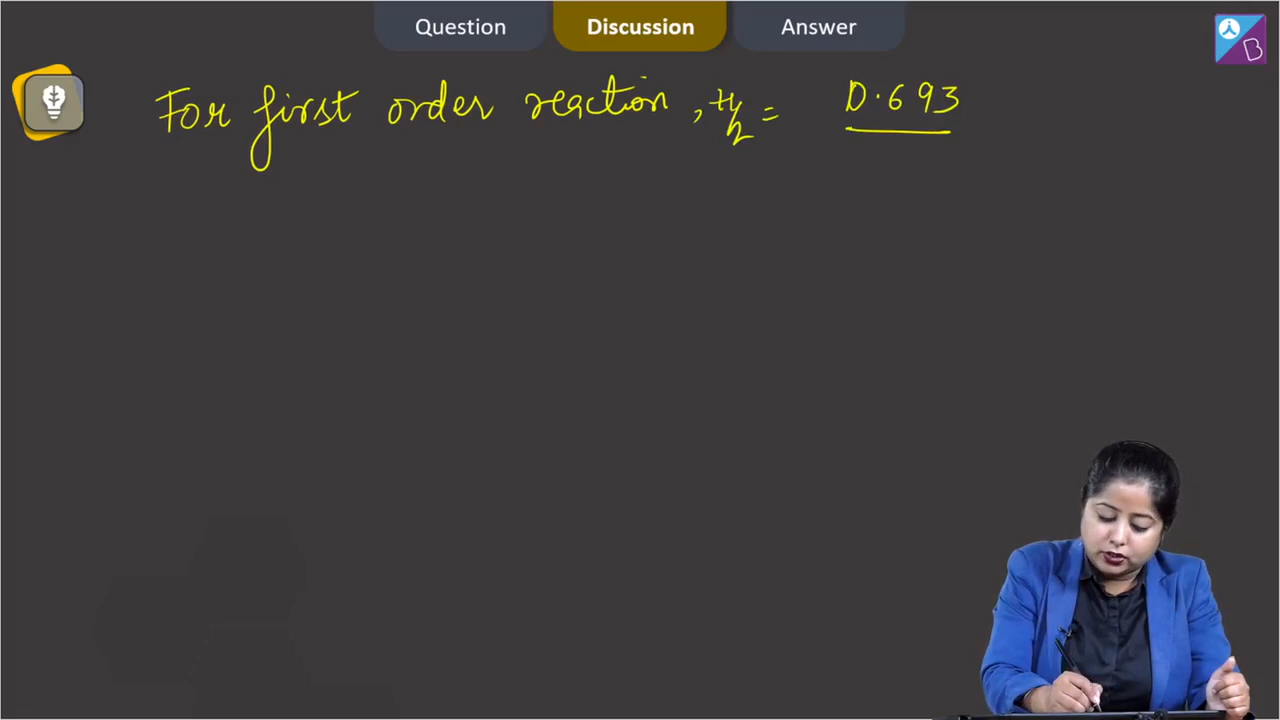 Question Discussion Answer
For first order reaction, t1/2 = 0.693
B